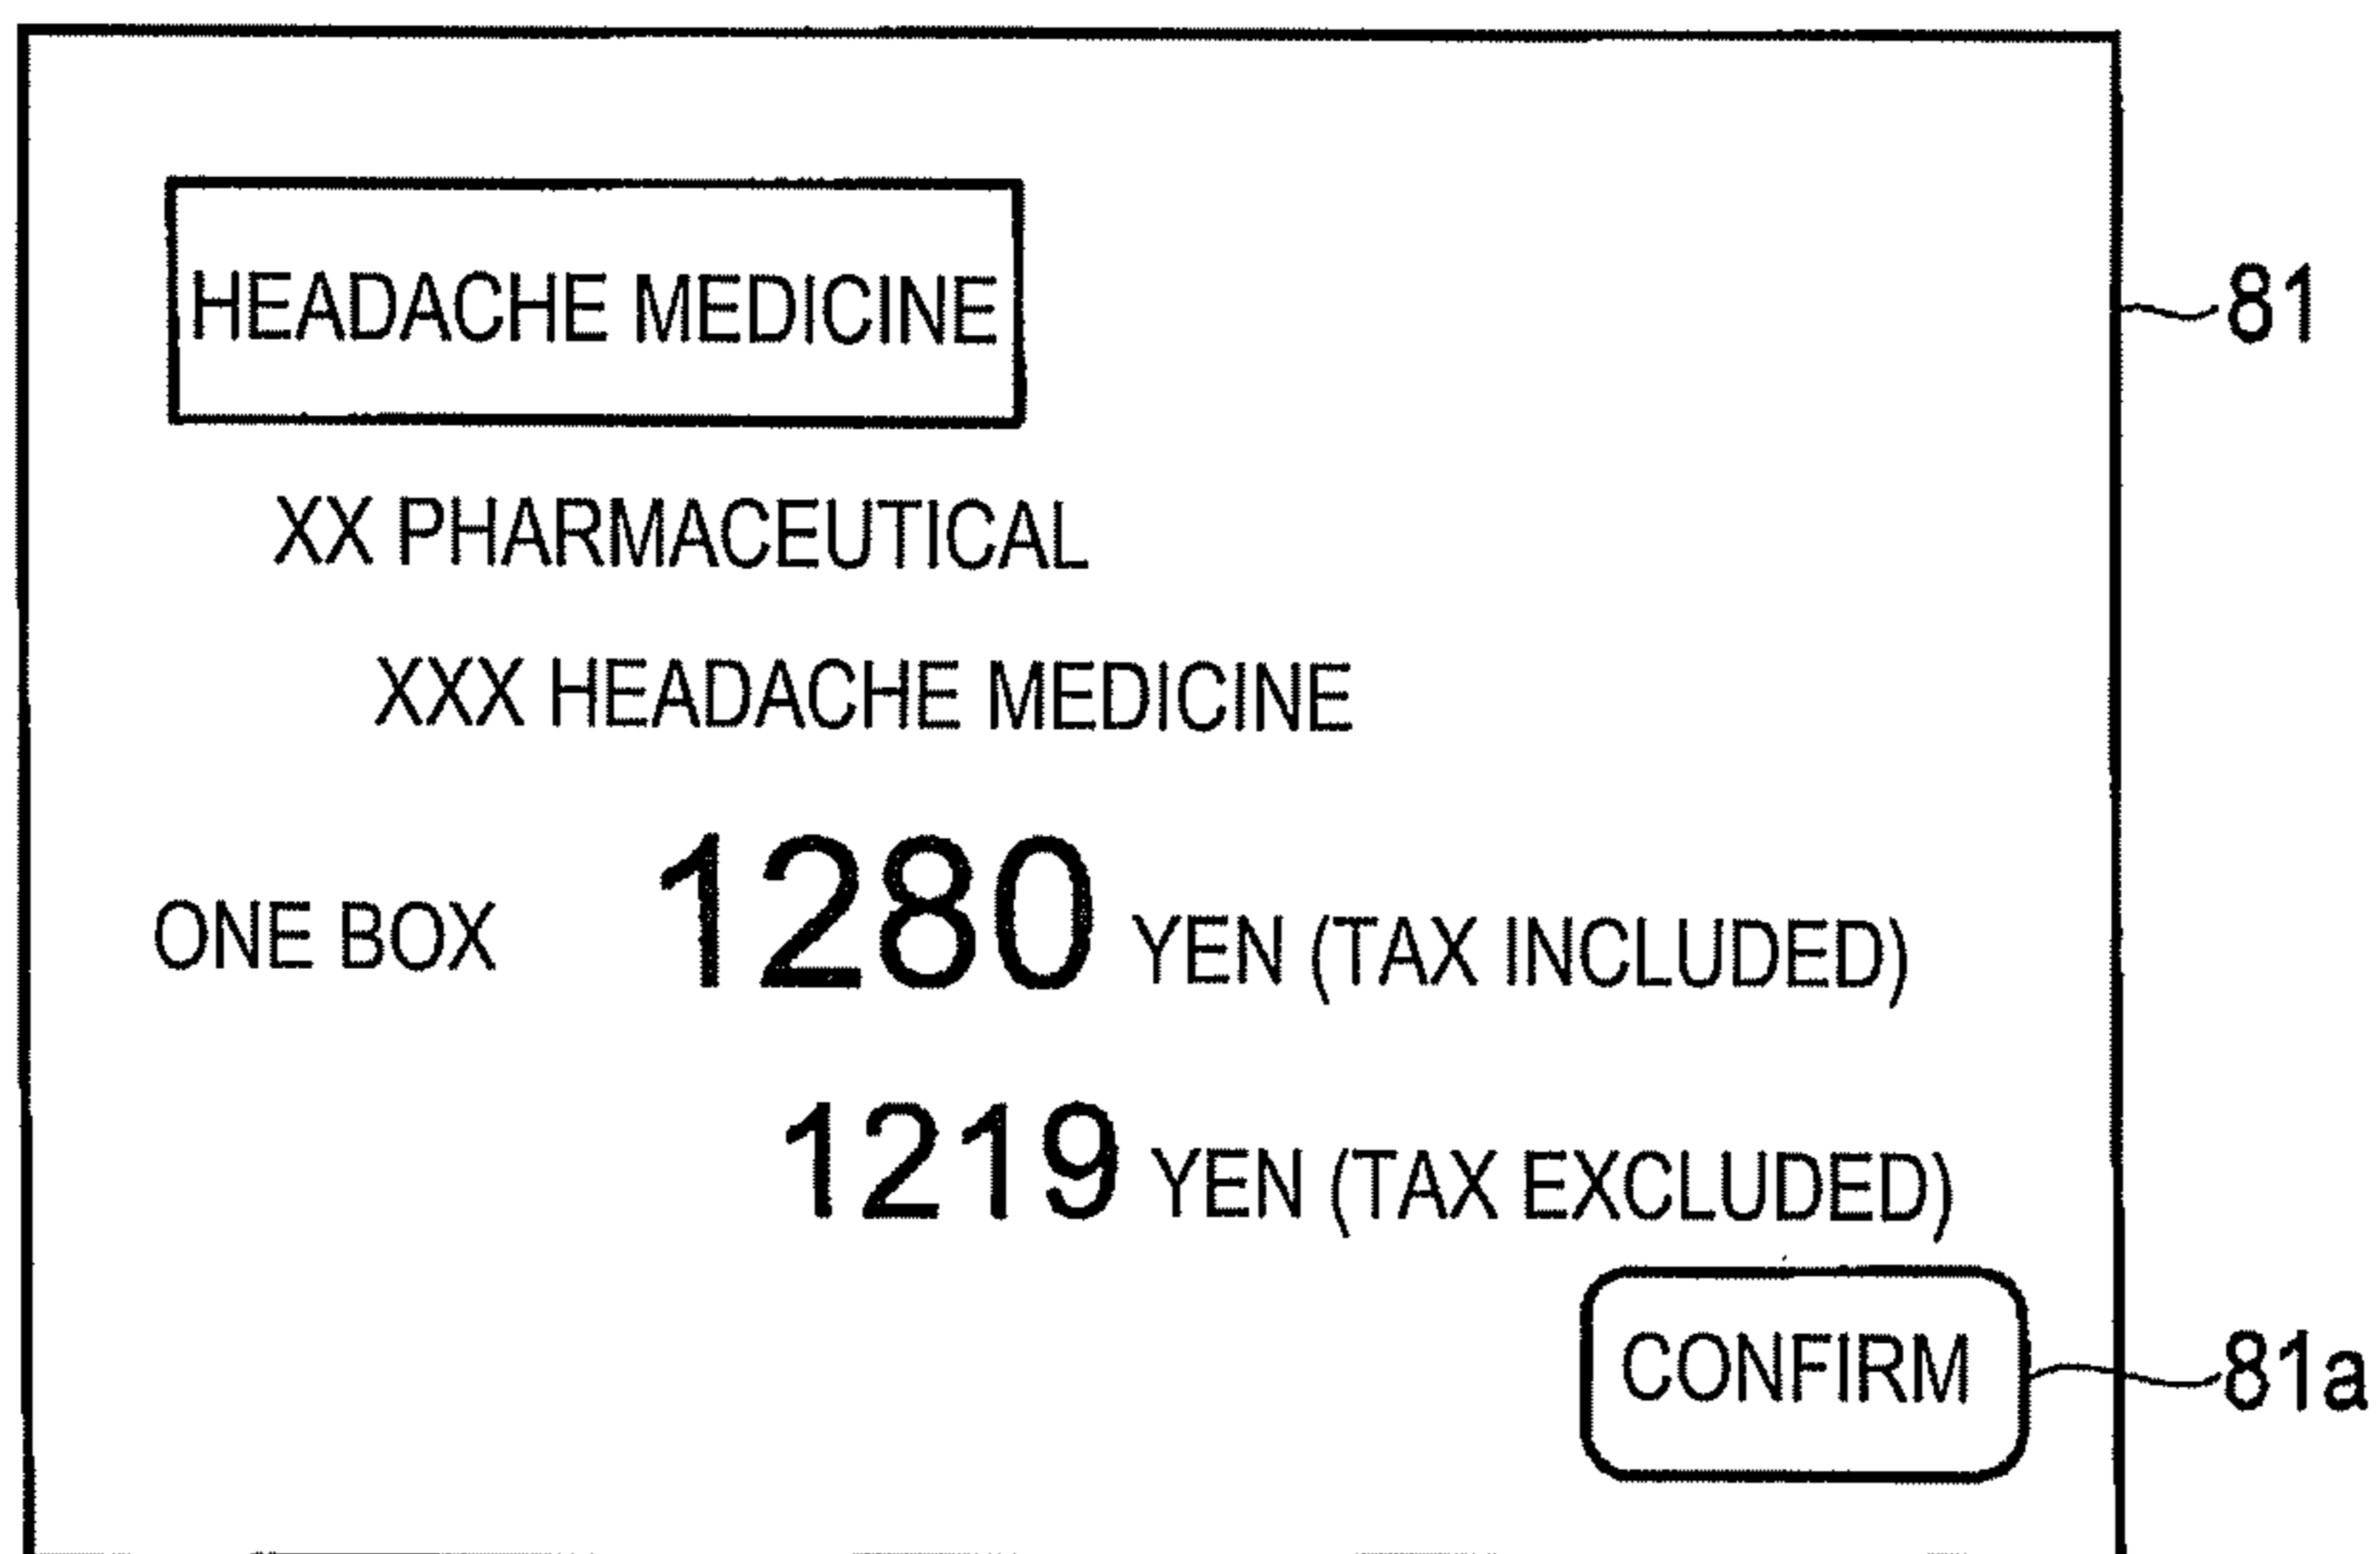 HEADACHE MEDICINE
81
XX PHARMACEUTICAL
XXX HEADACHE MEDICINE
ONE BOX 1280 YEN (TAX INCLUDED)
1219 YEN (TAX EXCLUDED)
CONFIRM
81a